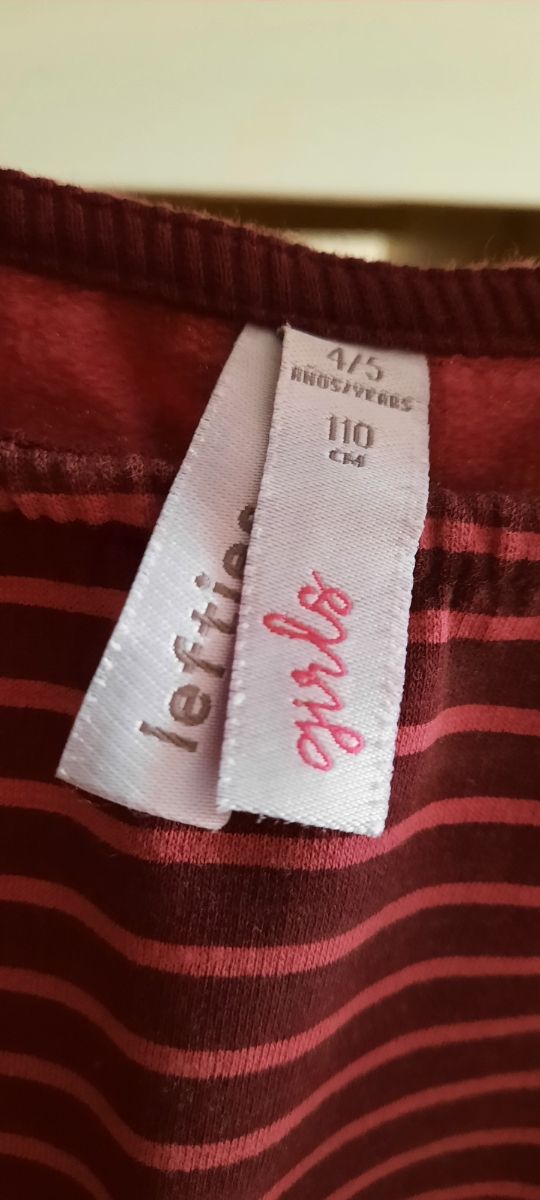 4/5
AÑOS/YEARS
110
CM
girls
lefties